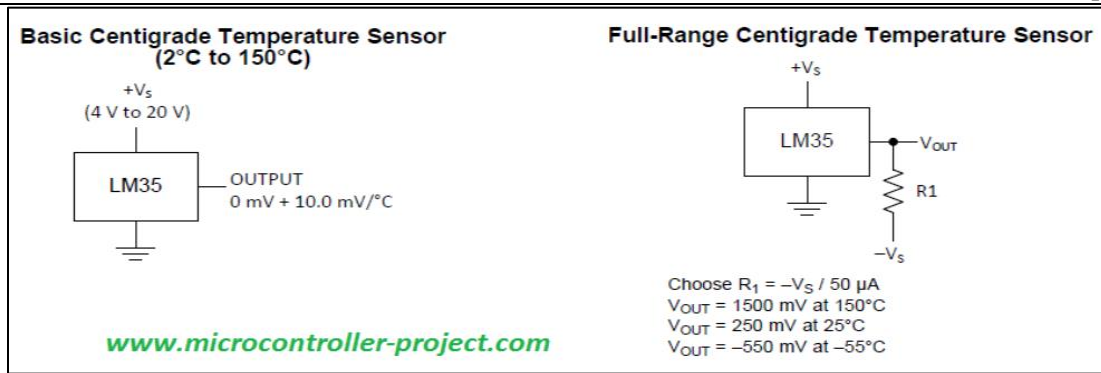 Basic Centigrade Temperature Sensor
(2°C to 150°C)
+VS
(4 V to 20 V)
LM35
OUTPUT
0 mV + 10.0 mV/°C
Full-Range Centigrade Temperature Sensor
+VS
LM35
VOUT
R1
–VS
Choose R1 = –VS / 50 µA
VOUT = 1500 mV at 150°C
VOUT = 250 mV at 25°C
VOUT = –550 mV at –55°C
www.microcontroller-project.com